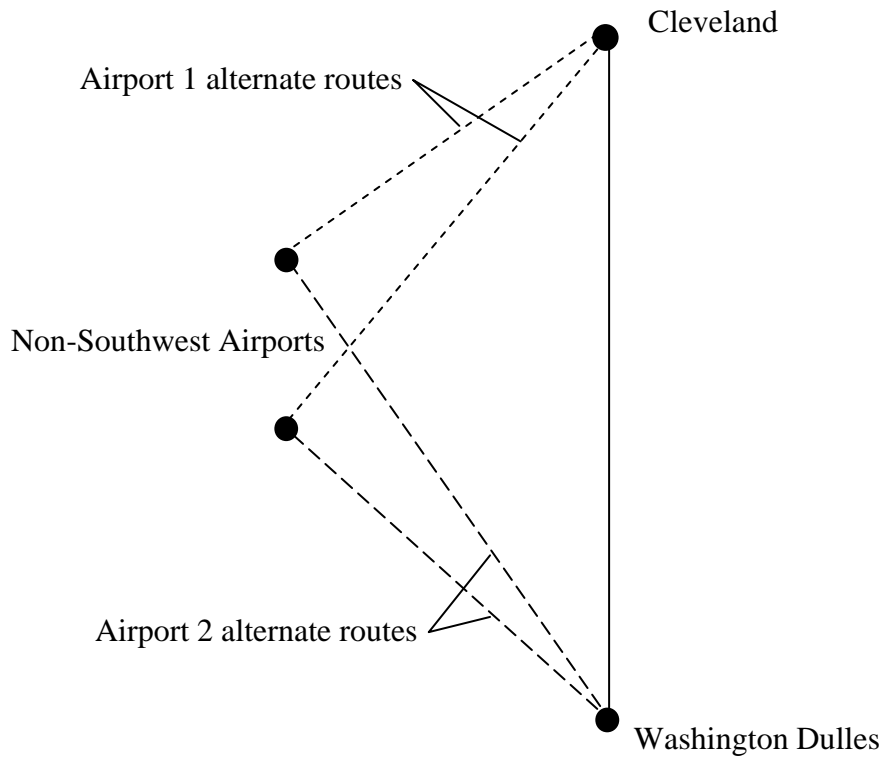 Cleveland
Airport 1 alternate routes
Non-Southwest Airports
Airport 2 alternate routes
Washington Dulles